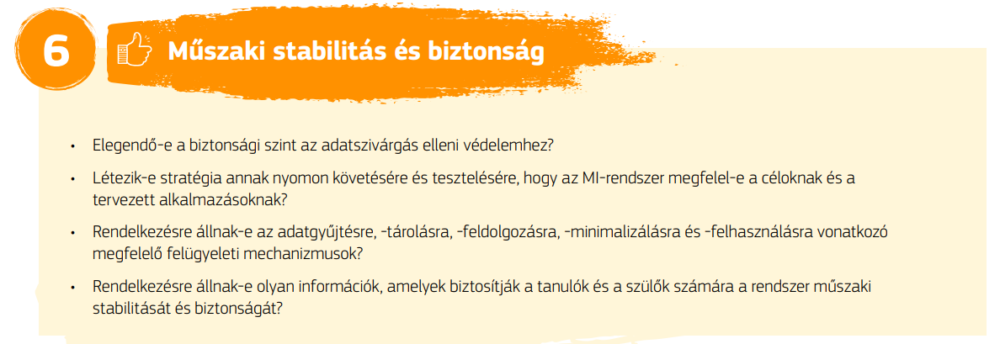 6
Műszaki stabilitás és biztonság
• Elegendő-e a biztonsági szint az adatszivárgás elleni védelemhez?
• Létezik-e stratégia annak nyomon követésére és tesztelésére, hogy az MI-rendszer megfelel-e a céloknak és a
tervezett alkalmazásoknak?
• Rendelkezésre állnak-e az adatgyűjtésre, -tárolásra, -feldolgozásra, -minimalizálásra és -felhasználásra vonatkozó
megfelelő felügyeleti mechanizmusok?
• Rendelkezésre állnak-e olyan információk, amelyek biztosítják a tanulók és a szülők számára a rendszer műszaki
stabilitását és biztonságát?